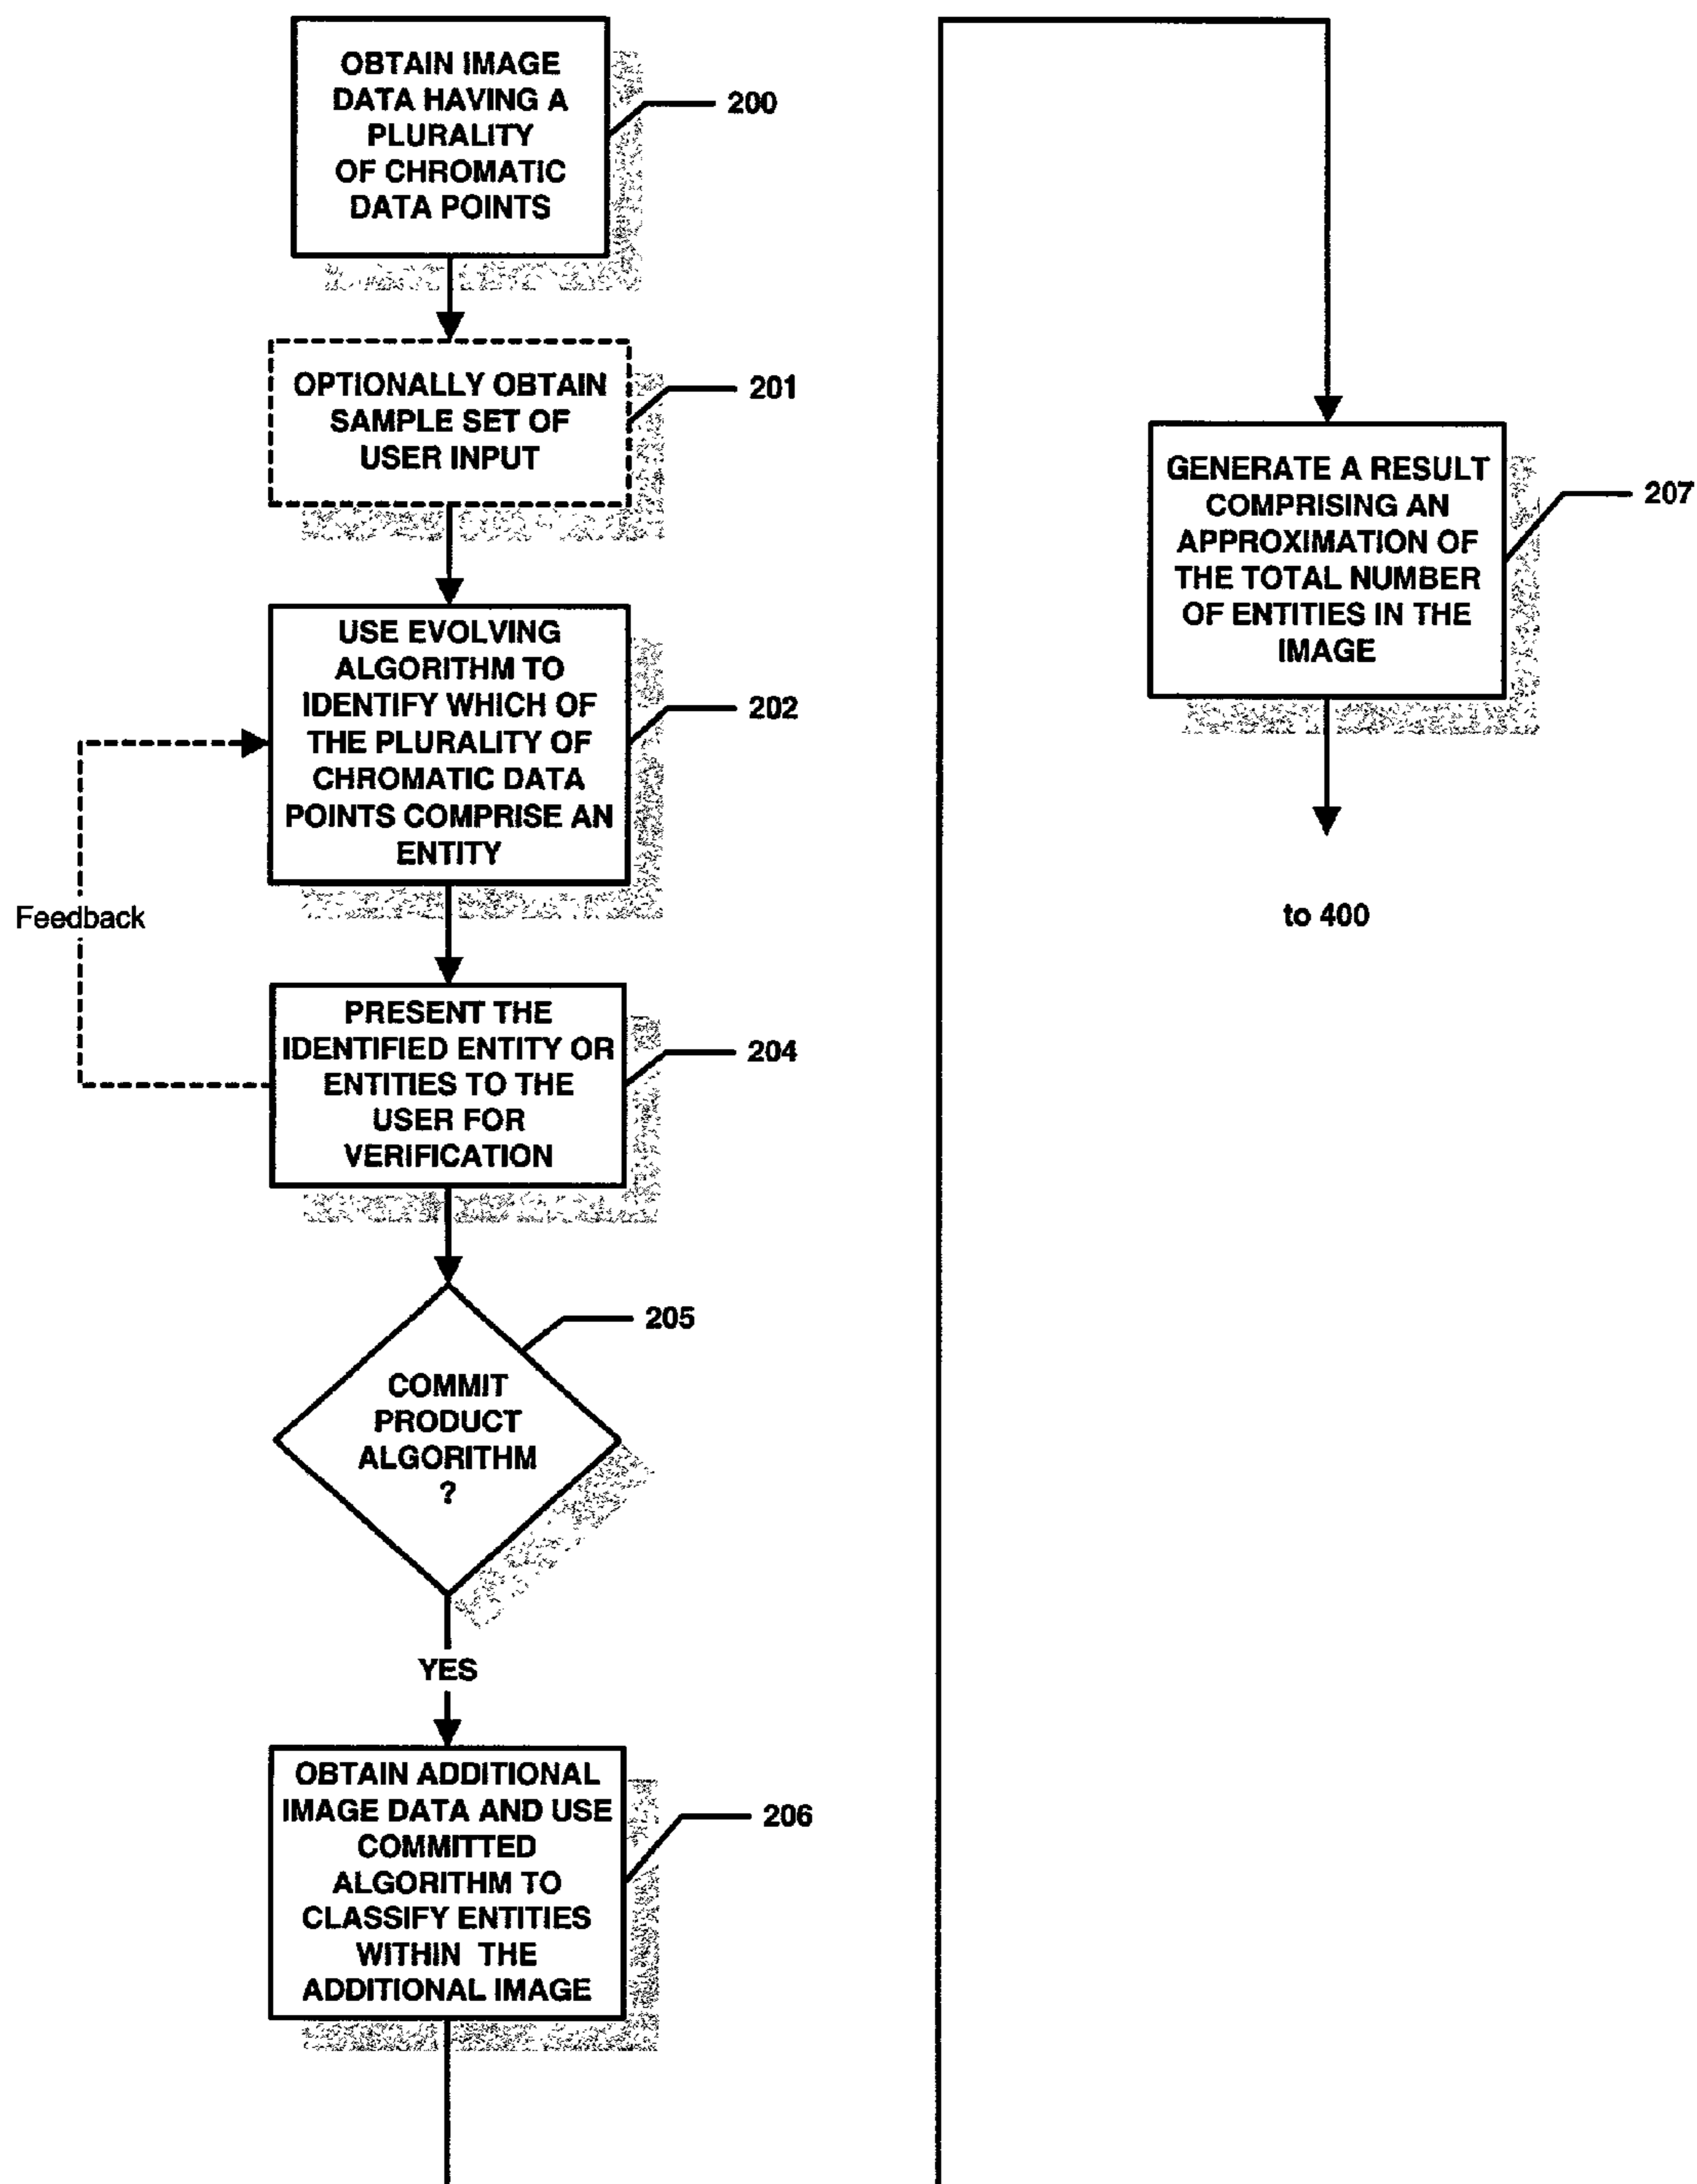 OBTAIN IMAGE
DATA HAVING A
PLURALITY
OF CHROMATIC
DATA POINTS
200
OPTIONALLY OBTAIN
SAMPLE SET OF
USER INPUT
201
USE EVOLVING
ALGORITHM TO
IDENTIFY WHICH OF
THE PLURALITY OF
CHROMATIC DATA
POINTS COMPRISE AN
ENTITY
202
Feedback
PRESENT THE
IDENTIFIED ENTITY OR
ENTITIES TO THE
USER FOR
VERIFICATION
204
COMMIT
PRODUCT
ALGORITHM
?
205
YES
OBTAIN ADDITIONAL
IMAGE DATA AND USE
COMMITTED
ALGORITHM TO
CLASSIFY ENTITIES
WITHIN THE
ADDITIONAL IMAGE
206
GENERATE A RESULT
COMPRISING AN
APPROXIMATION OF
THE TOTAL NUMBER
OF ENTITIES IN THE
IMAGE
207
to 400